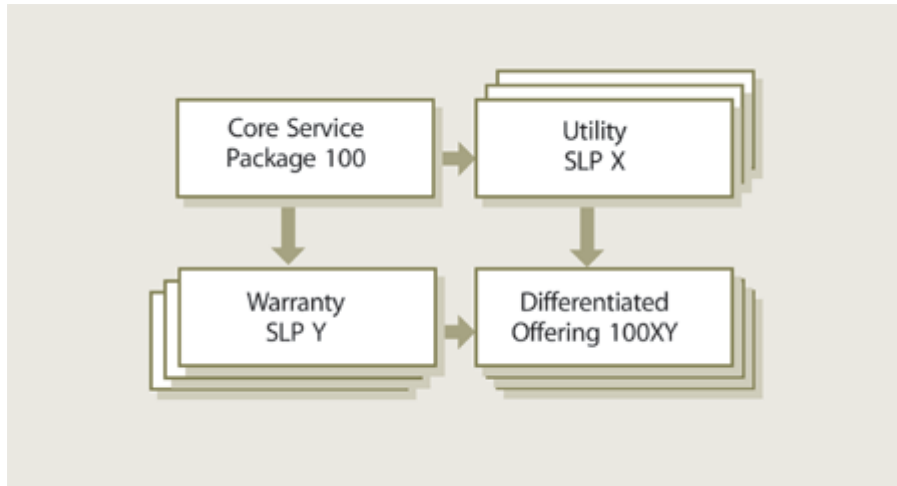 Core Service
Package 100
Utility
SLP X
Warranty
SLP Y
Differentiated
Offering 100XY